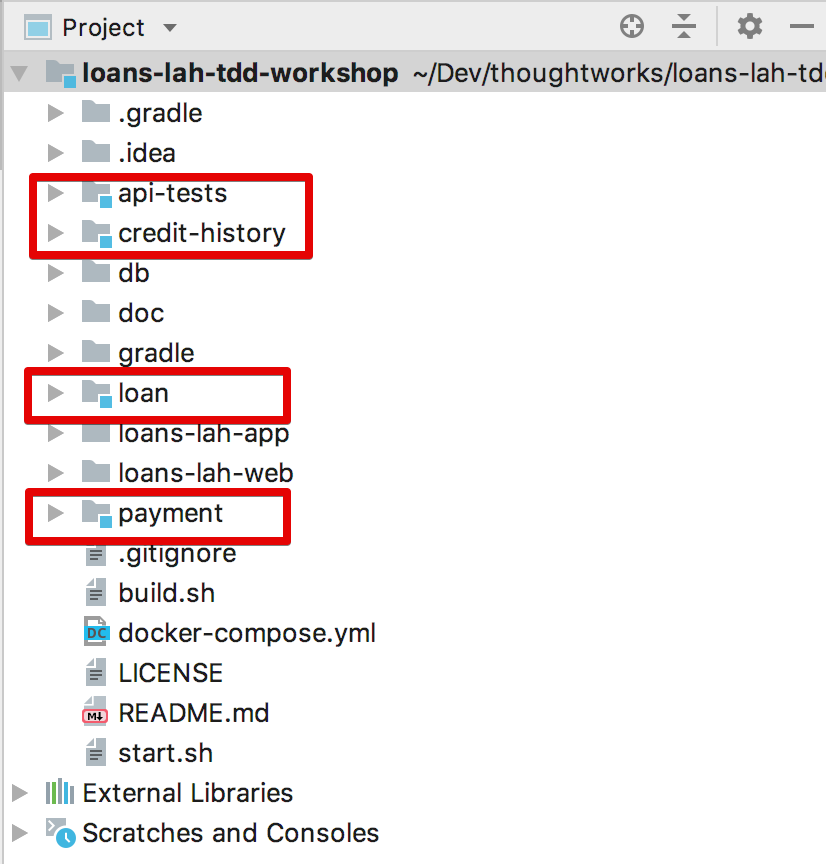 Project
loans-lah-tdd-workshop ~/Dev/thoughtworks/loans-lah-td
.gradle
.idea
api-tests
credit-history
db
doc
gradle
loan
loans-lah-app
loans-lah-web
payment
.gitignore
build.sh
DC docker-compose.yml
LICENSE
M↓ README.md
start.sh
External Libraries
Scratches and Consoles